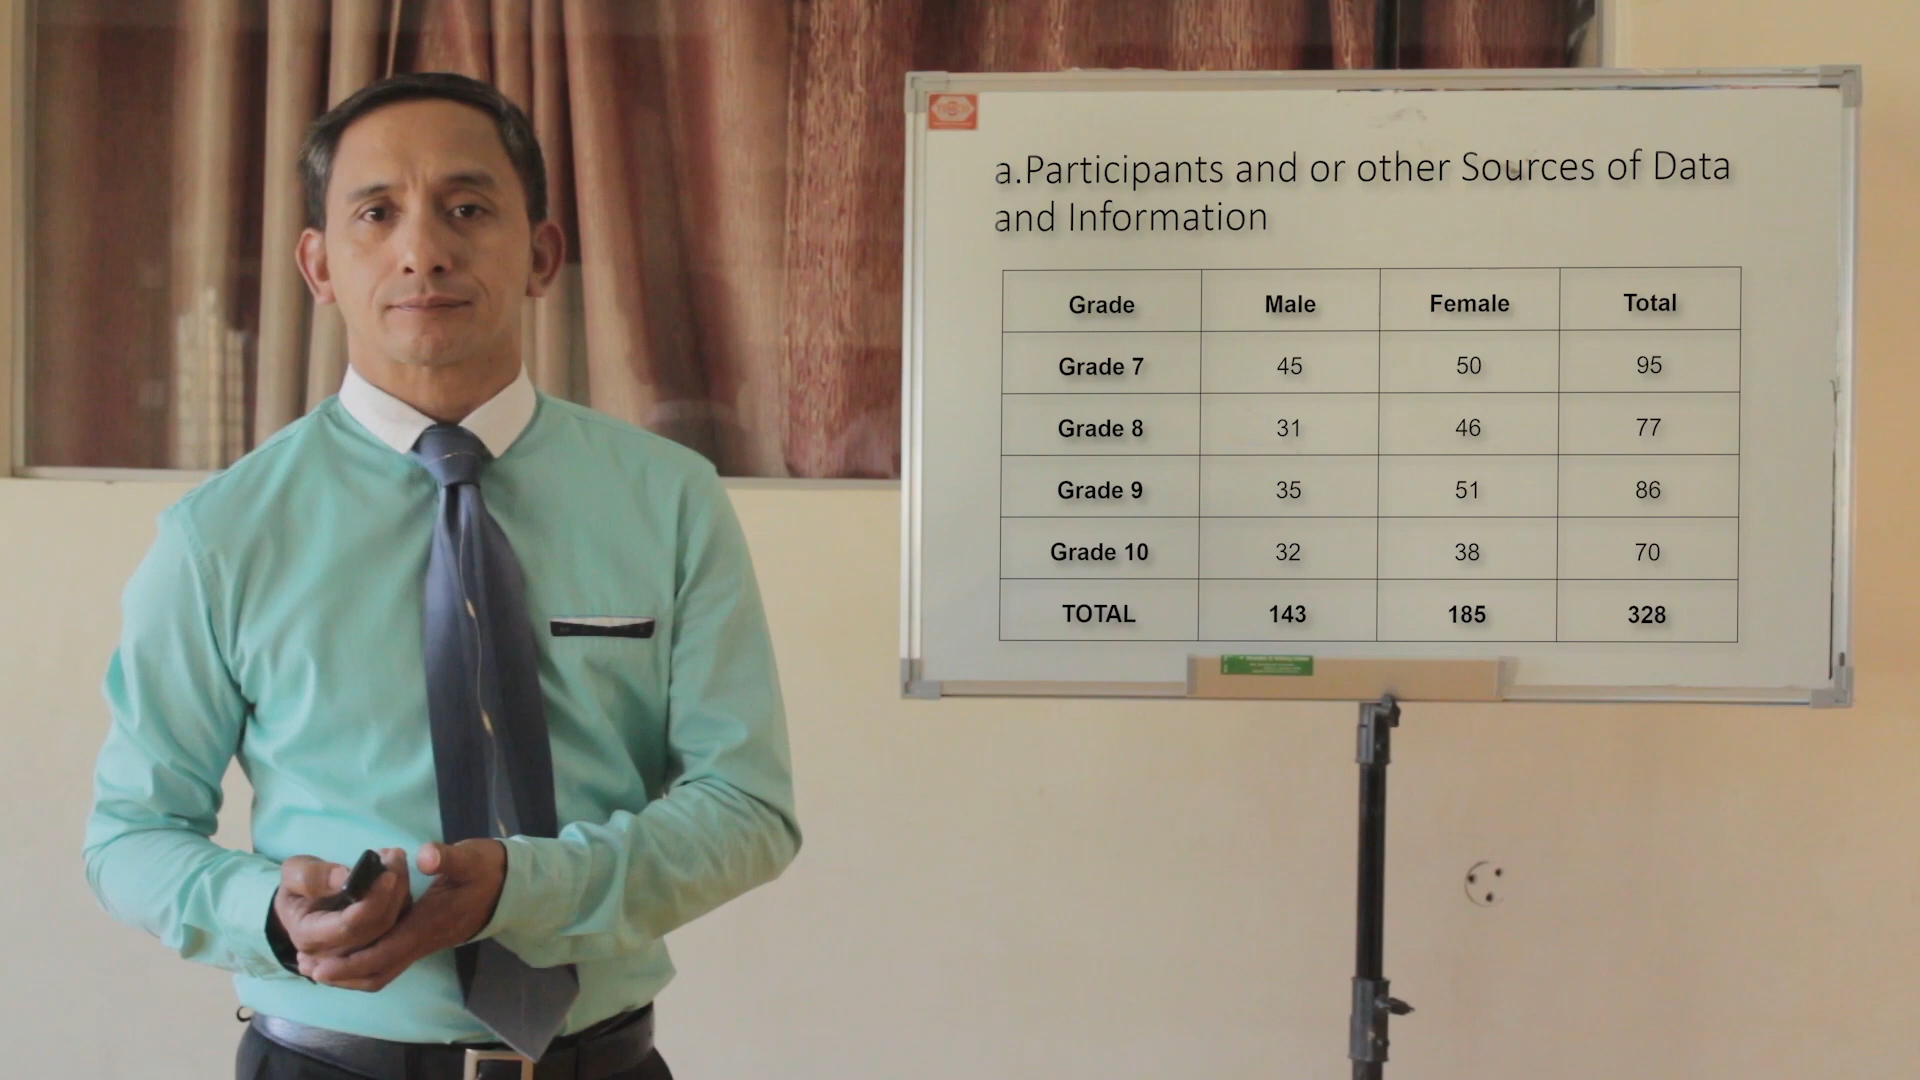 a.Participants and or other Sources of Data
and Information
Grade Male Female Total
Grade 7 45 50 95
Grade 8 31 46 77
Grade 9 35 51 86
Grade 10 32 38 70
TOTAL 143 185 328